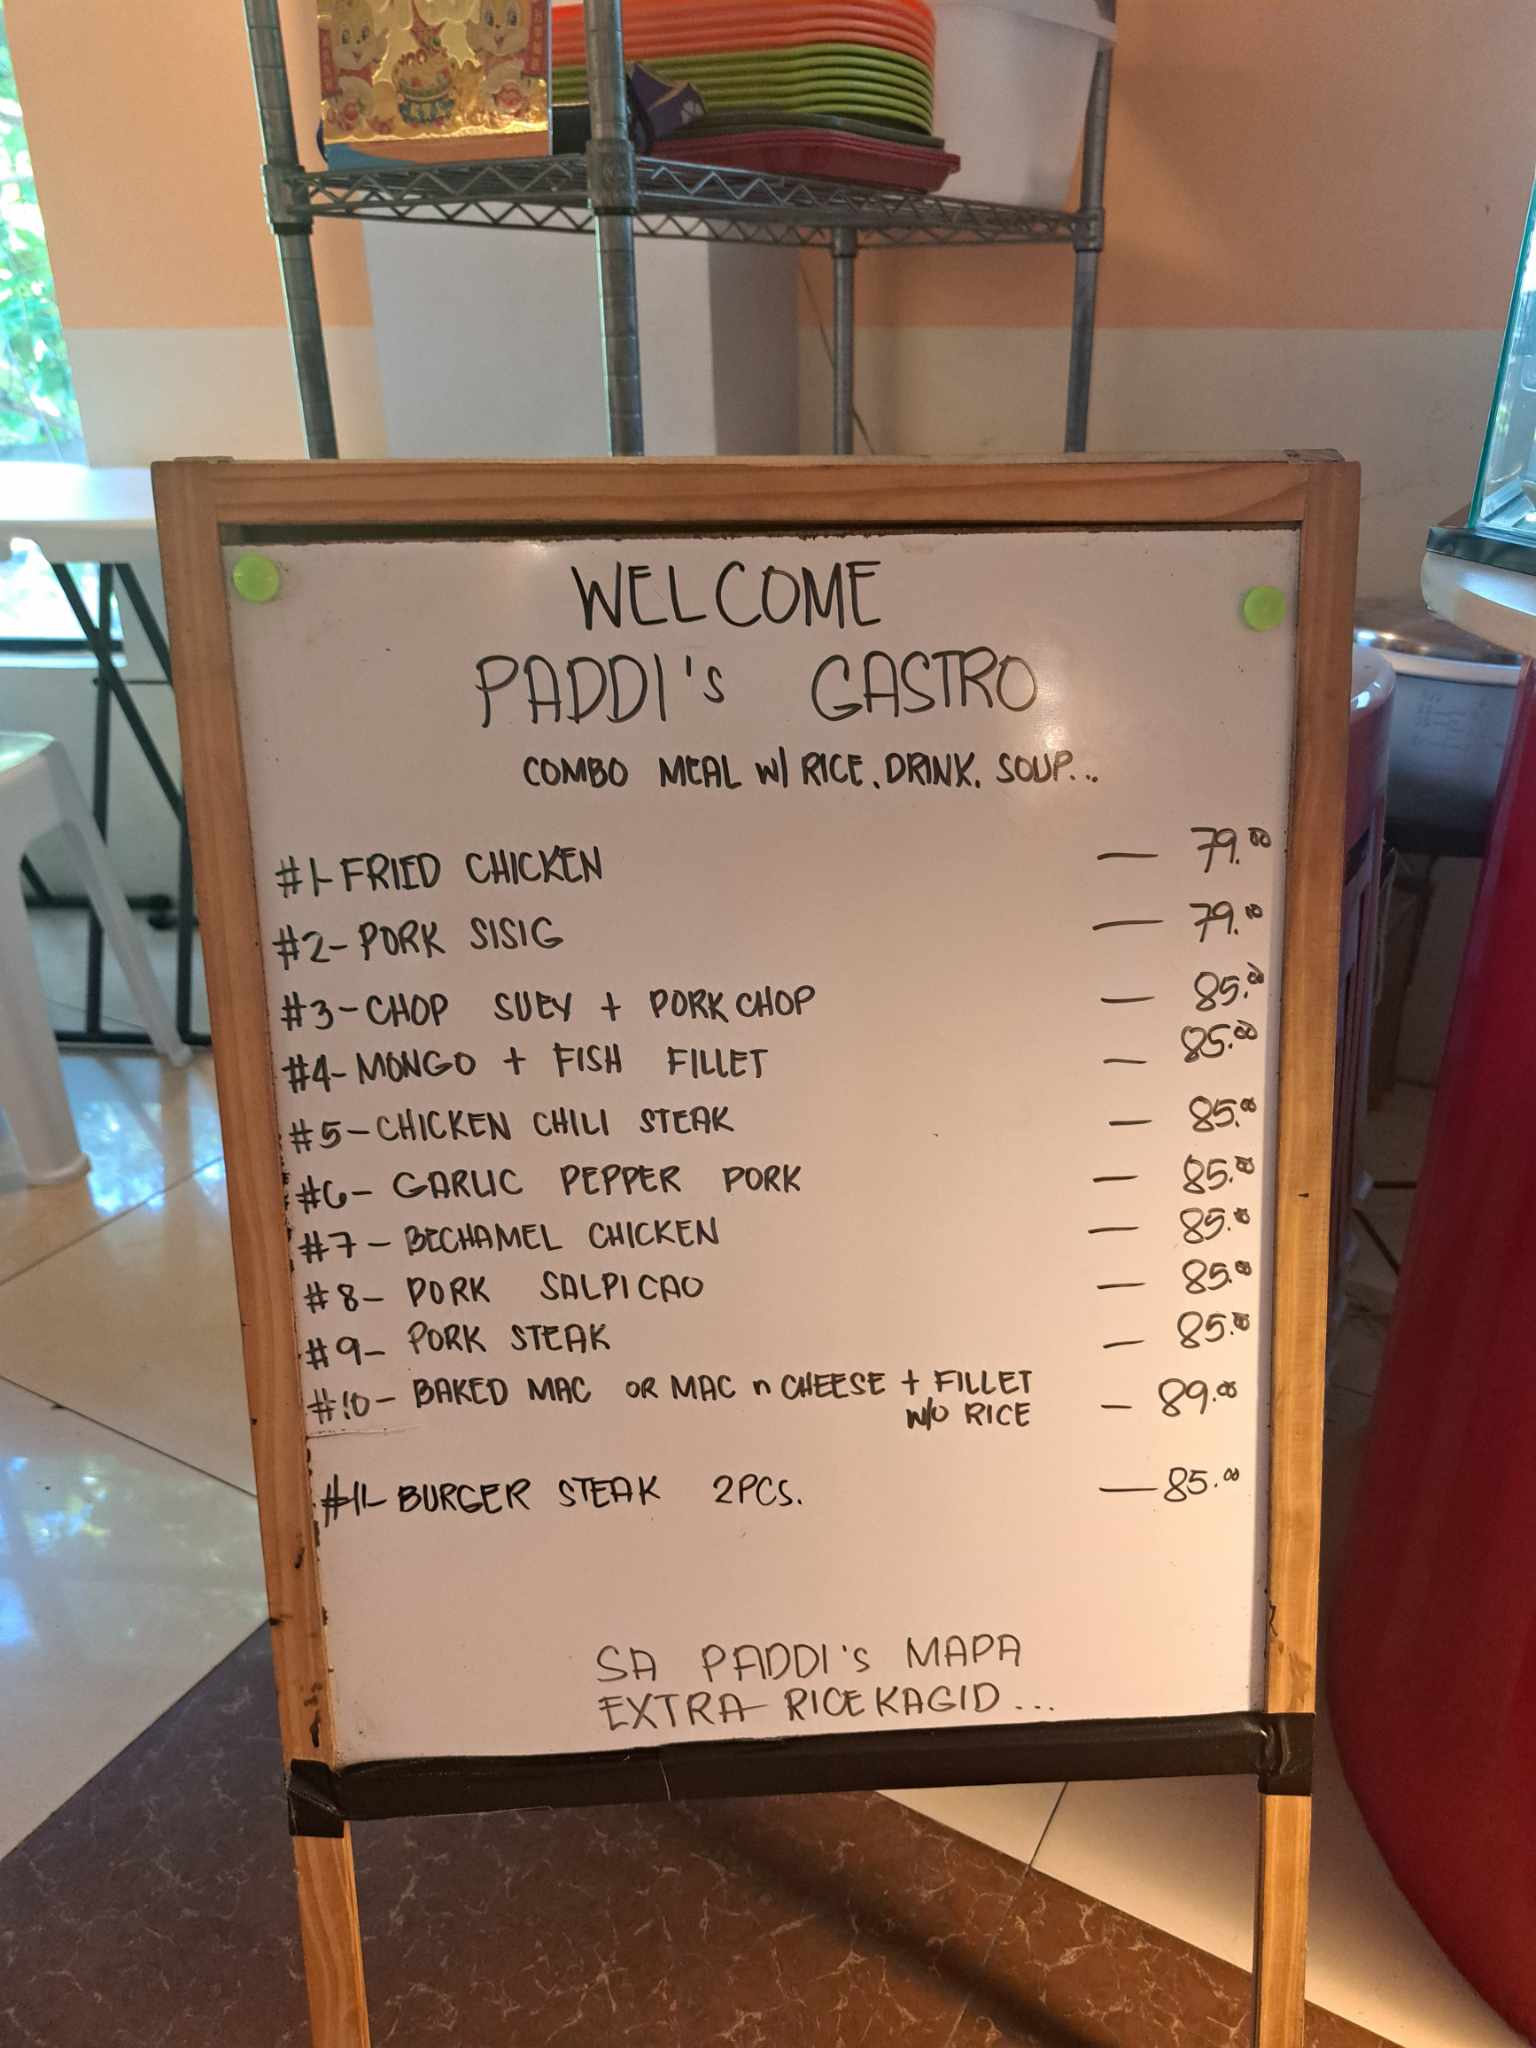 WELCOME
PADDI's GASTRO
COMBO MEAL W/ RICE, DRINK, SOUP...
#1-FRIED CHICKEN — 79.00
#2-PORK SISIG — 79.00
#3-CHOP SUEY + PORK CHOP — 85.00
#4-MONGO + FISH FILLET — 85.00
#5-CHICKEN CHILI STEAK — 85.00
#6- GARLIC PEPPER PORK — 85.00
#7- BECHAMEL CHICKEN — 85.00
#8- PORK SALPICAO — 85.00
#9- PORK STEAK — 85.00
#10- BAKED MAC OR MAC n CHEESE + FILLET — 89.00
W/O RICE
#11- BURGER STEAK 2PCS. — 85.00
SA PADDI's MAPA
EXTRA-RICE KAGID...